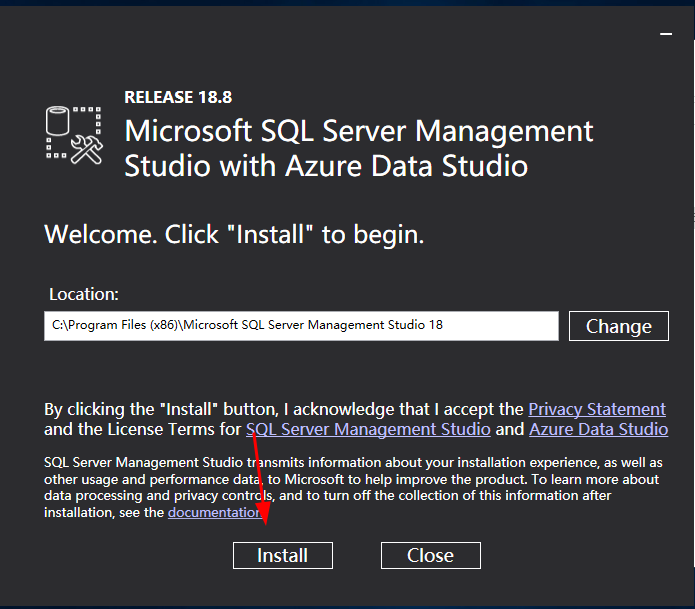 RELEASE 18.8
Microsoft SQL Server Management
Studio with Azure Data Studio
Welcome. Click "Install" to begin.
Location:
C:\Program Files (x86)\Microsoft SQL Server Management Studio 18
Change
By clicking the "Install" button, I acknowledge that I accept the Privacy Statement
and the License Terms for SQL Server Management Studio and Azure Data Studio
SQL Server Management Studio transmits information about your installation experience, as well as
other usage and performance data, to Microsoft to help improve the product. To learn more about
data processing and privacy controls, and to turn off the collection of this information after
installation, see the documentation
Install
Close